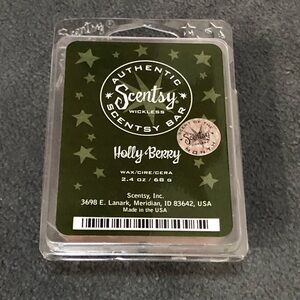 AUTHENTIC
Scentsy®
WICKLESS
SCENTSY BAR
Holly Berry
WAX/CIRE/CERA
2.4 oz / 68 g
Scentsy, Inc.
3698 E. Lanark, Meridian, ID 83642, USA
Made in the USA